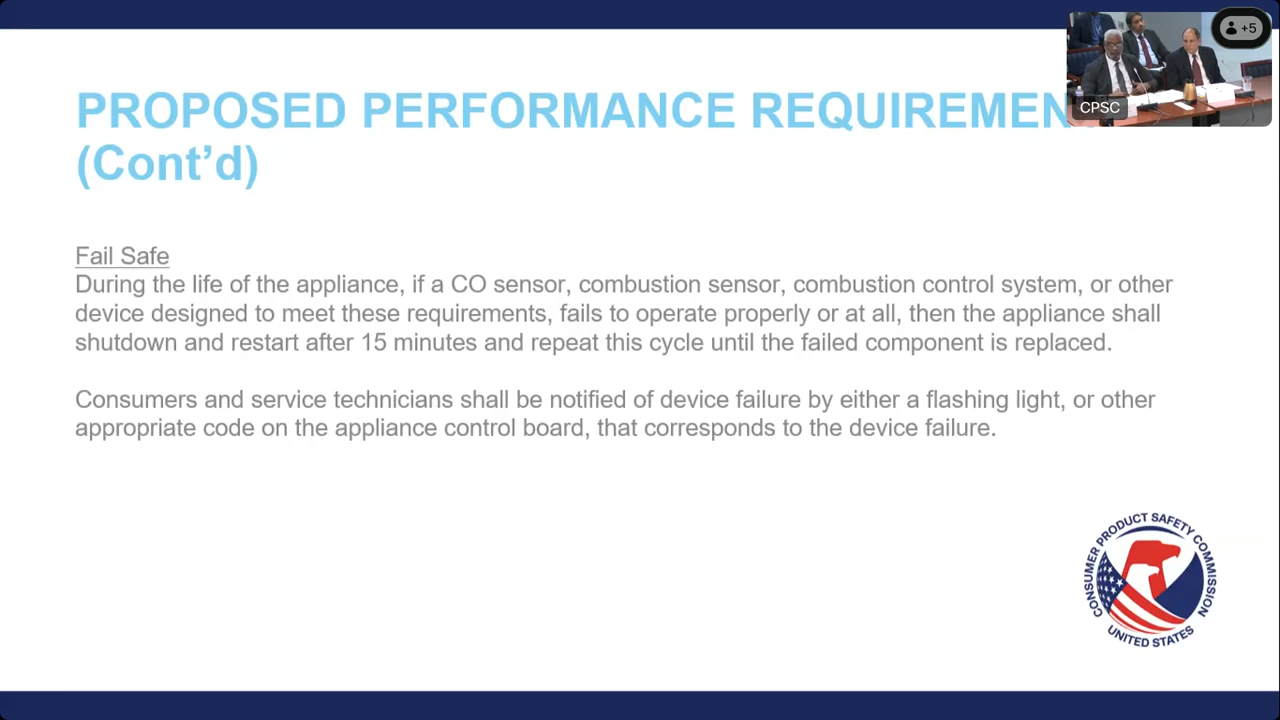 PROPOSED PERFORMANCE REQUIREMEN
(Cont’d)
+5
CPSC
Fail Safe
During the life of the appliance, if a CO sensor, combustion sensor, combustion control system, or other
device designed to meet these requirements, fails to operate properly or at all, then the appliance shall
shutdown and restart after 15 minutes and repeat this cycle until the failed component is replaced.
Consumers and service technicians shall be notified of device failure by either a flashing light, or other
appropriate code on the appliance control board, that corresponds to the device failure.
CONSUMER PRODUCT SAFETY COMMISSION
UNITED STATES